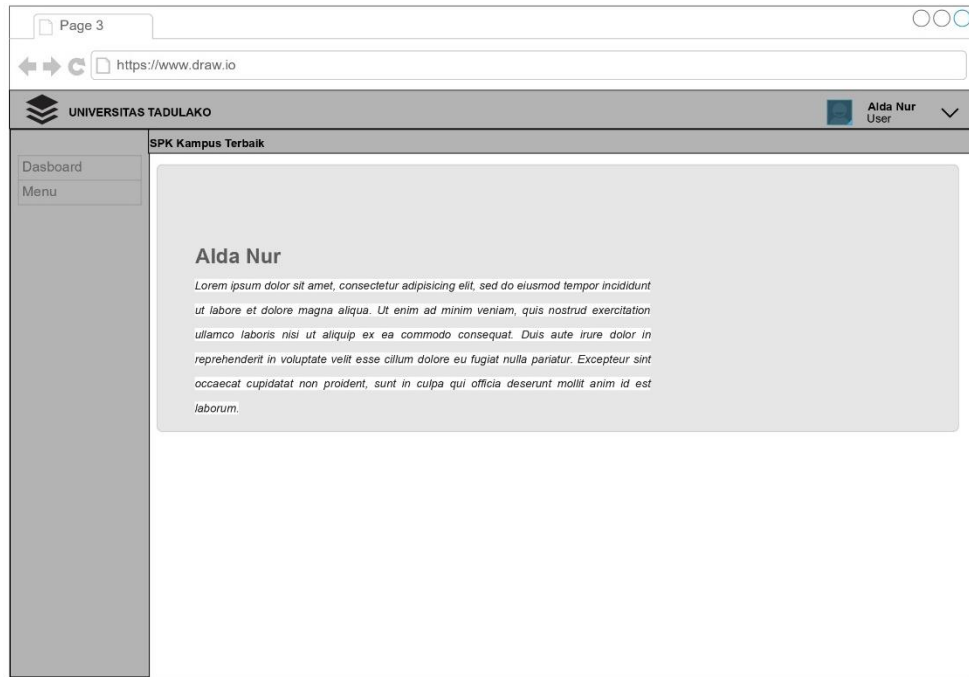 Page 3
https://www.draw.io
UNIVERSITAS TADULAKO
Alda Nur
User
SPK Kampus Terbaik
Dasboard
Menu
Alda Nur
Lorem ipsum dolor sit amet, consectetur adipisicing elit, sed do eiusmod tempor incididunt
ut labore et dolore magna aliqua. Ut enim ad minim veniam, quis nostrud exercitation
ullamco laboris nisi ut aliquip ex ea commodo consequat. Duis aute irure dolor in
reprehenderit in voluptate velit esse cillum dolore eu fugiat nulla pariatur. Excepteur sint
occaecat cupidatat non proident, sunt in culpa qui officia deserunt mollit anim id est
laborum.